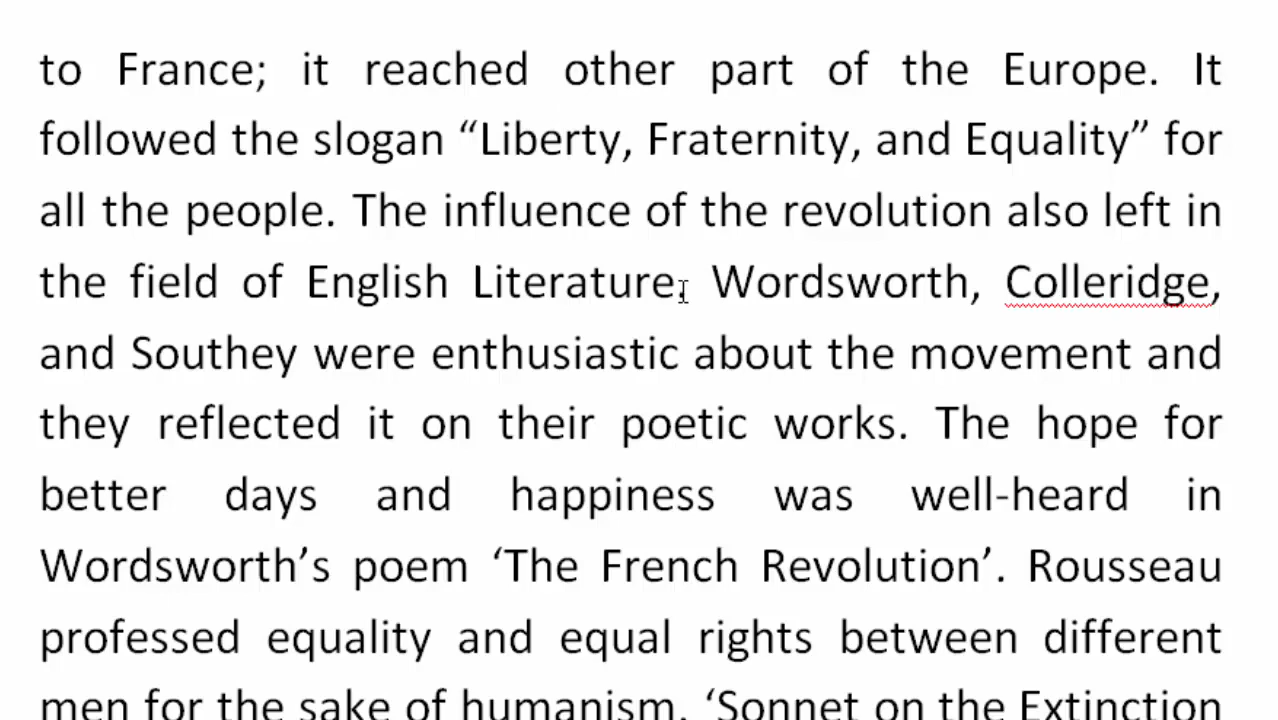 to France; it reached other part of the Europe. It
followed the slogan “Liberty, Fraternity, and Equality” for
all the people. The influence of the revolution also left in
the field of English Literature. Wordsworth, Colleridge,
and Southey were enthusiastic about the movement and
they reflected it on their poetic works. The hope for
better days and happiness was well-heard in
Wordsworth’s poem ‘The French Revolution’. Rousseau
professed equality and equal rights between different
men for the sake of humanism. ‘Sonnet on the Extinction